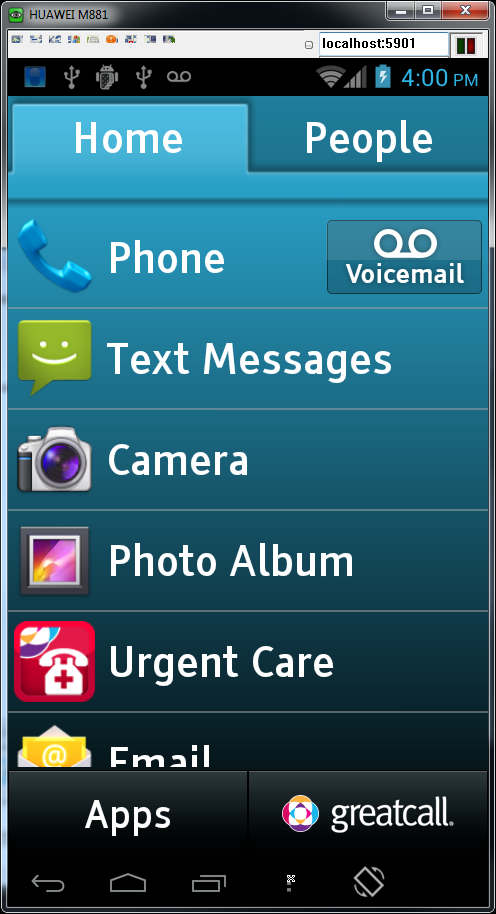 HUAWEI M881
localhost:5901
4:00 PM
Home
People
Phone
Voicemail
Text Messages
Camera
Photo Album
Urgent Care
Email
Apps
greatcall®